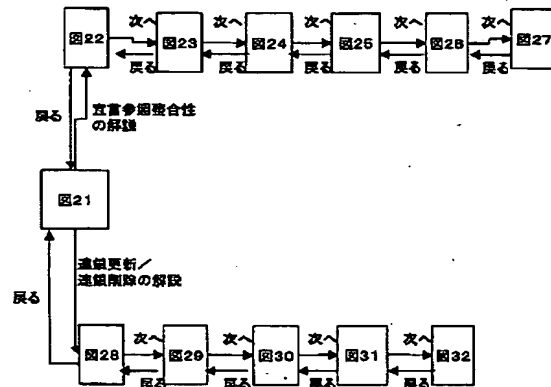 次へ 次へ 次へ 次へ 次へ
図22 図23 図24 図25 図26 図27
戻る 戻る 戻る 戻る 戻る
戻る
宣言参照整合性
の解説
図21
連鎖更新／
連鎖削除の解説
戻る
次へ 次へ 次へ 次へ
図28 図29 図30 図31 図32
戻る 戻る 戻る 戻る